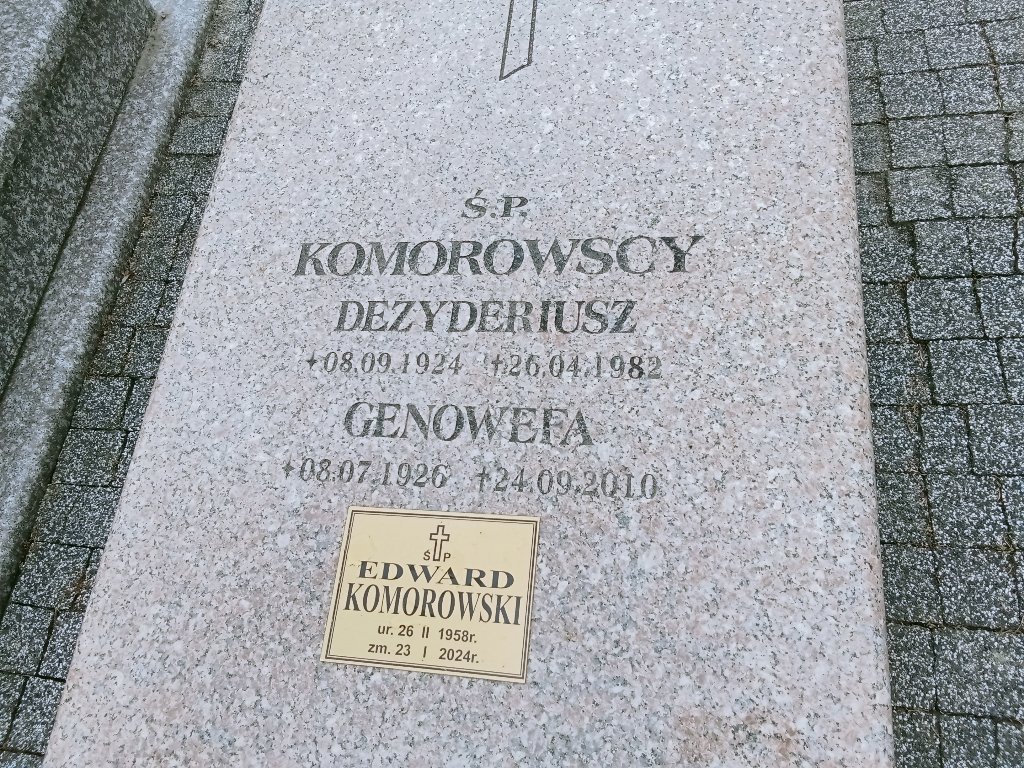 Ś.P.
KOMOROWSCY
DEZYDERIUSZ
+08.09.1924 +26.04.1982
GENOWEFA
+08.07.1926 +24.09.2010
Ś P
EDWARD
KOMOROWSKI
ur. 26 II 1958r.
zm. 23 I 2024r.